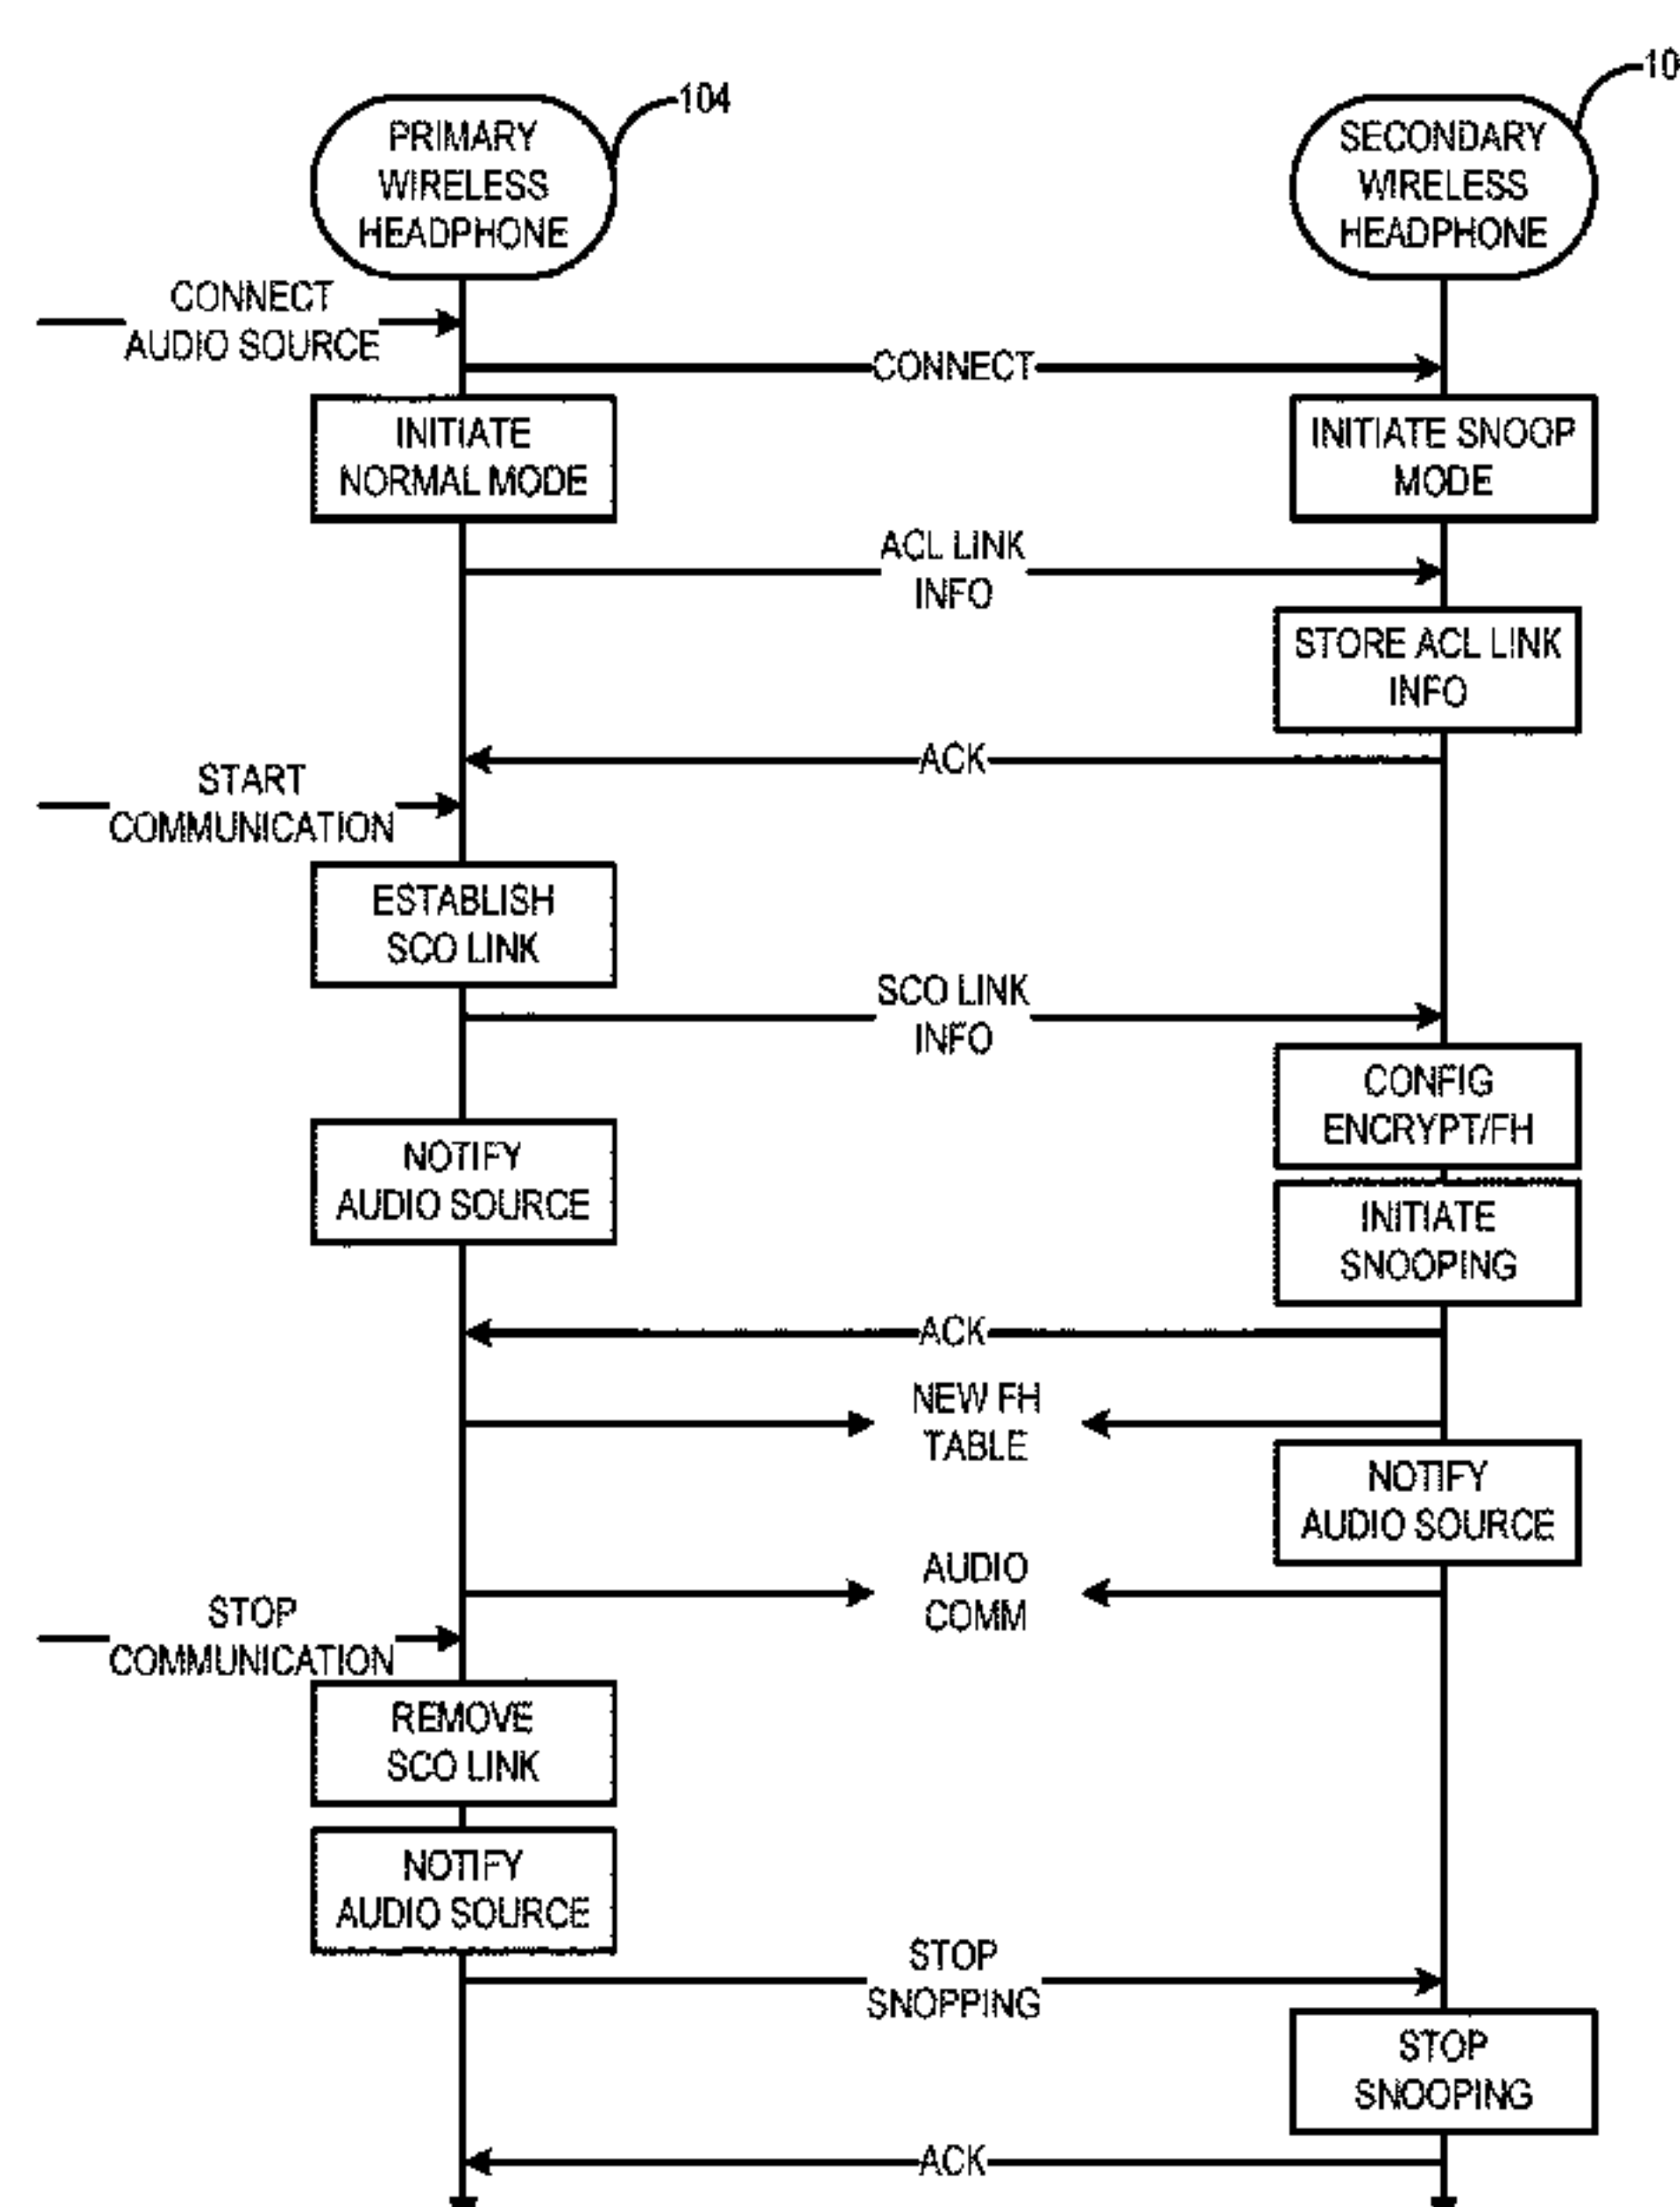 104
10
PRIMARY
WIRELESS
HEADPHONE
SECONDARY
WIRELESS
HEADPHONE
CONNECT
AUDIO SOURCE
CONNECT
INITIATE
NORMAL MODE
INITIATE SNOOP
MODE
ACL LINK
INFO
STORE ACL LINK
INFO
ACK
START
COMMUNICATION
ESTABLISH
SCO LINK
SCO LINK
INFO
CONFIG
ENCRYPT/FH
NOTIFY
AUDIO SOURCE
INITIATE
SNOOPING
ACK
NEW FH
TABLE
NOTIFY
AUDIO SOURCE
AUDIO
COMM
STOP
COMMUNICATION
REMOVE
SCO LINK
NOTIFY
AUDIO SOURCE
STOP
SNOPPING
STOP
SNOOPING
ACK